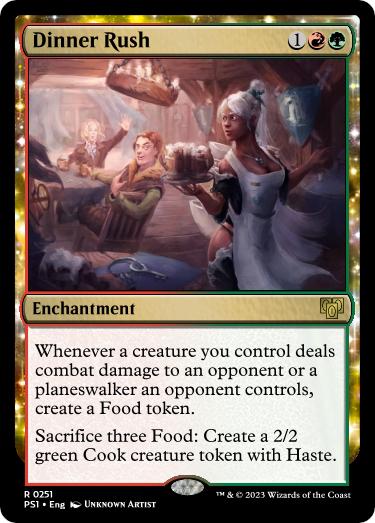 Dinner Rush 1
Enchantment
Whenever a creature you control deals
combat damage to an opponent or a
planeswalker an opponent controls,
create a Food token.
Sacrifice three Food: Create a 2/2
green Cook creature token with Haste.
R 0251
PS1 • Eng Unknown Artist
™ & © 2023 Wizards of the Coast